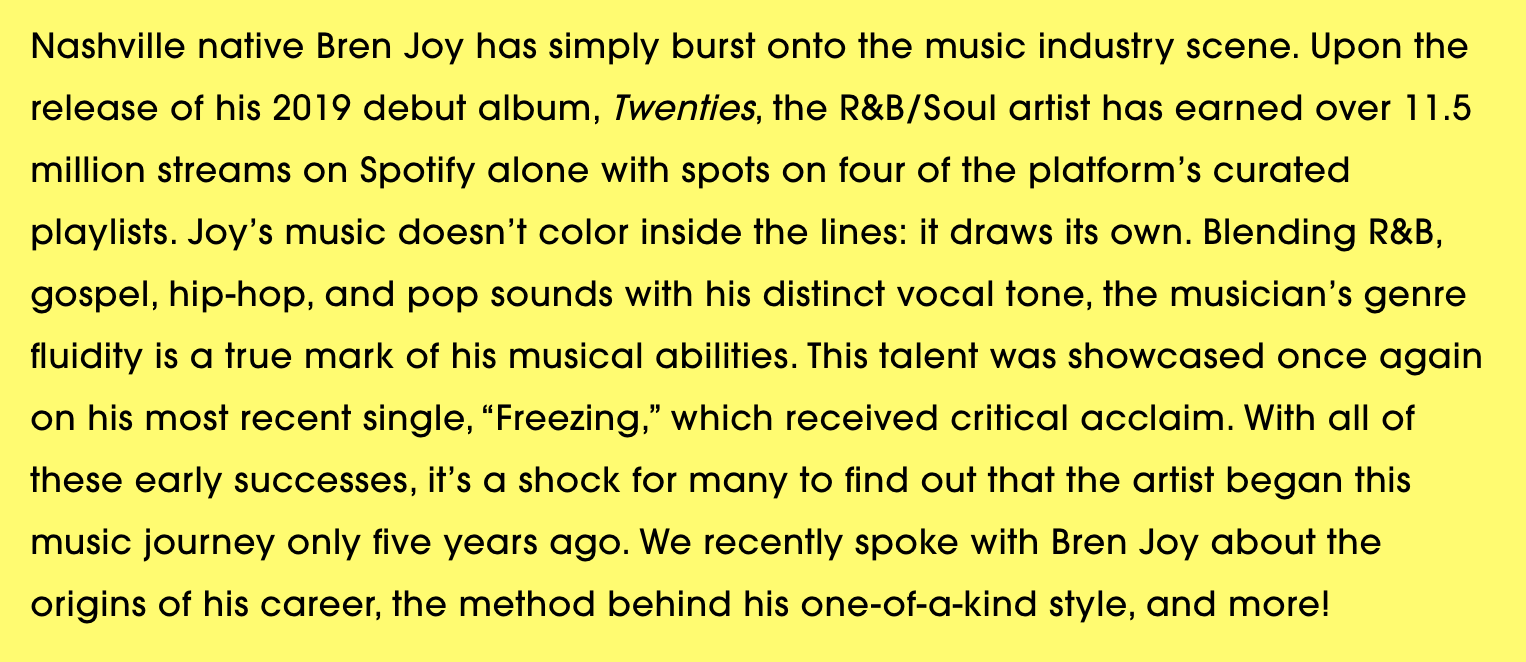 Nashville native Bren Joy has simply burst onto the music industry scene. Upon the
release of his 2019 debut album, Twenties, the R&B/Soul artist has earned over 11.5
million streams on Spotify alone with spots on four of the platform’s curated
playlists. Joy’s music doesn’t color inside the lines: it draws its own. Blending R&B,
gospel, hip-hop, and pop sounds with his distinct vocal tone, the musician’s genre
fluidity is a true mark of his musical abilities. This talent was showcased once again
on his most recent single, “Freezing,” which received critical acclaim. With all of
these early successes, it’s a shock for many to find out that the artist began this
music journey only five years ago. We recently spoke with Bren Joy about the
origins of his career, the method behind his one-of-a-kind style, and more!